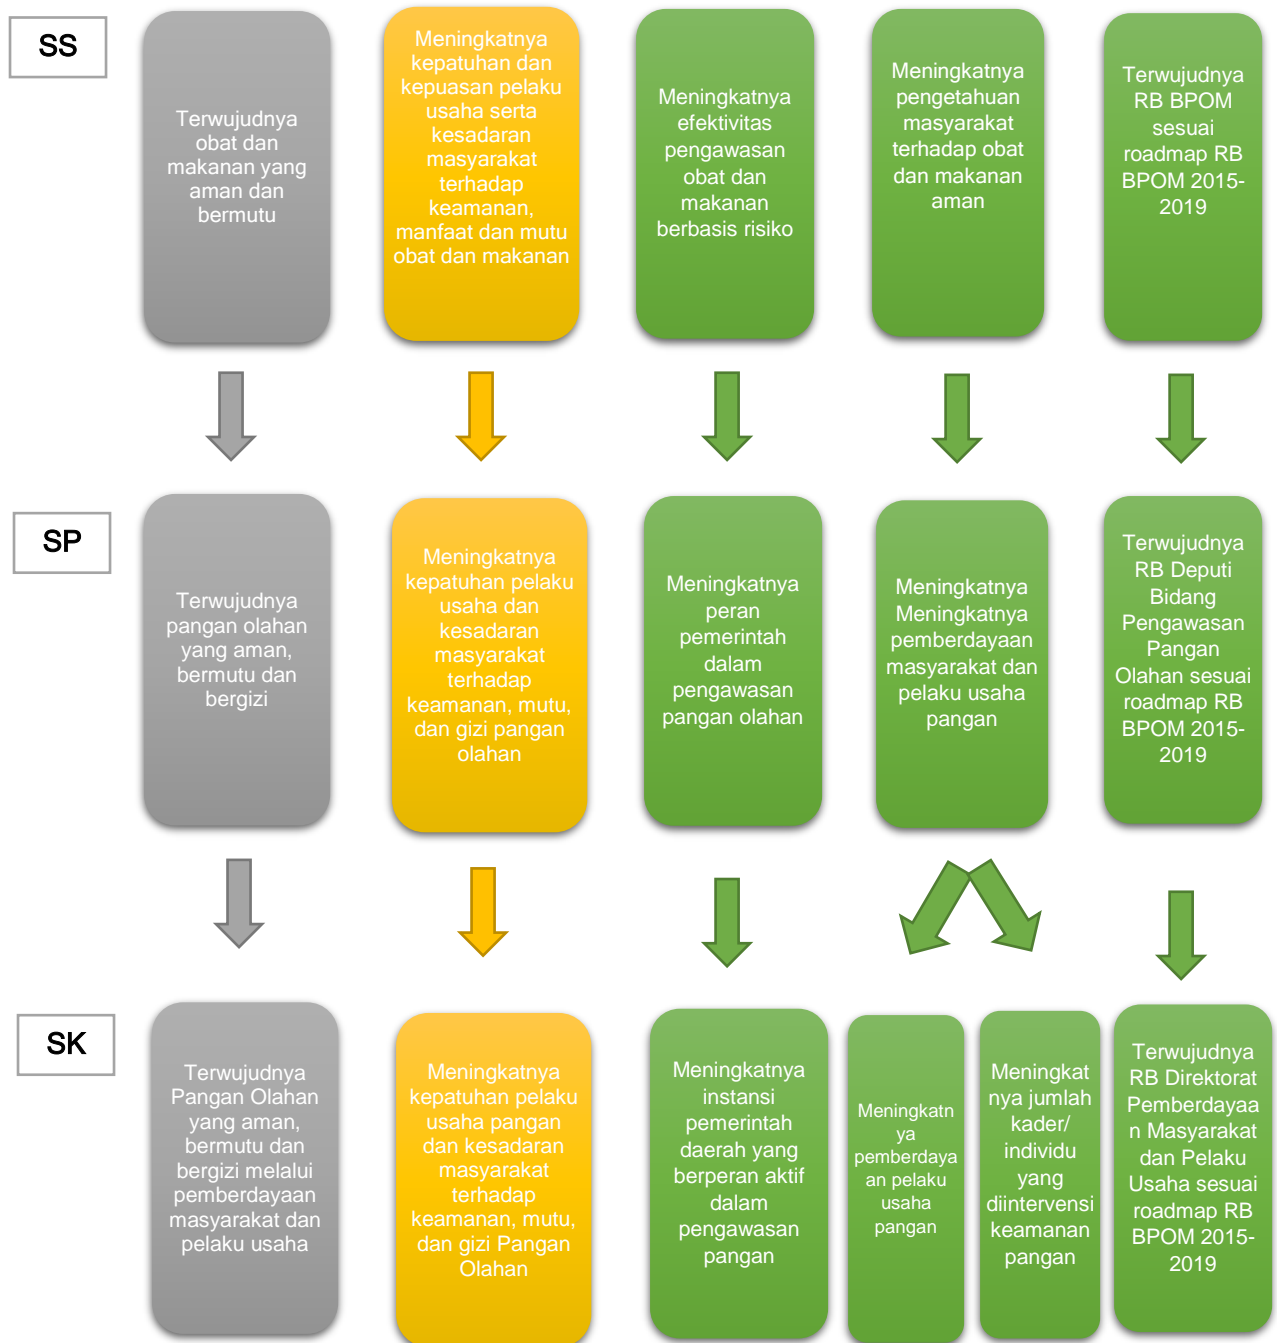 SS
Terwujudnya
obat dan
makanan yang
aman dan
bermutu
Meningkatnya
kepatuhan dan
kepuasan pelaku
usaha serta
kesadaran
masyarakat
terhadap
keamanan,
manfaat dan mutu
obat dan makanan
Meningkatnya
efektivitas
pengawasan
obat dan
makanan
berbasis risiko
Meningkatnya
pengetahuan
masyarakat
terhadap obat
dan makanan
aman
Terwujudnya
RB BPOM
sesuai
roadmap RB
BPOM 2015-
2019
SP
Terwujudnya
pangan olahan
yang aman,
bermutu dan
bergizi
Meningkatnya
kepatuhan pelaku
usaha dan
kesadaran
masyarakat
terhadap
keamanan, mutu,
dan gizi pangan
olahan
Meningkatnya
peran
pemerintah
dalam
pengawasan
pangan olahan
Meningkatnya
Meningkatnya
pemberdayaan
masyarakat dan
pelaku usaha
pangan
Terwujudnya
RB Deputi
Bidang
Pengawasan
Pangan
Olahan sesuai
roadmap RB
BPOM 2015-
2019
SK
Terwujudnya
Pangan Olahan
yang aman,
bermutu dan
bergizi melalui
pemberdayaan
masyarakat dan
pelaku usaha
Meningkatnya
kepatuhan pelaku
usaha pangan
dan kesadaran
masyarakat
terhadap
keamanan, mutu,
dan gizi Pangan
Olahan
Meningkatnya
instansi
pemerintah
daerah yang
berperan aktif
dalam
pengawasan
pangan
Meningkatn
ya
pemberdaya
an pelaku
usaha
pangan
Meningkat
nya jumlah
kader/
individu
yang
diintervensi
keamanan
pangan
Terwujudnya
RB Direktorat
Pemberdayaa
n Masyarakat
dan Pelaku
Usaha sesuai
roadmap RB
BPOM 2015-
2019